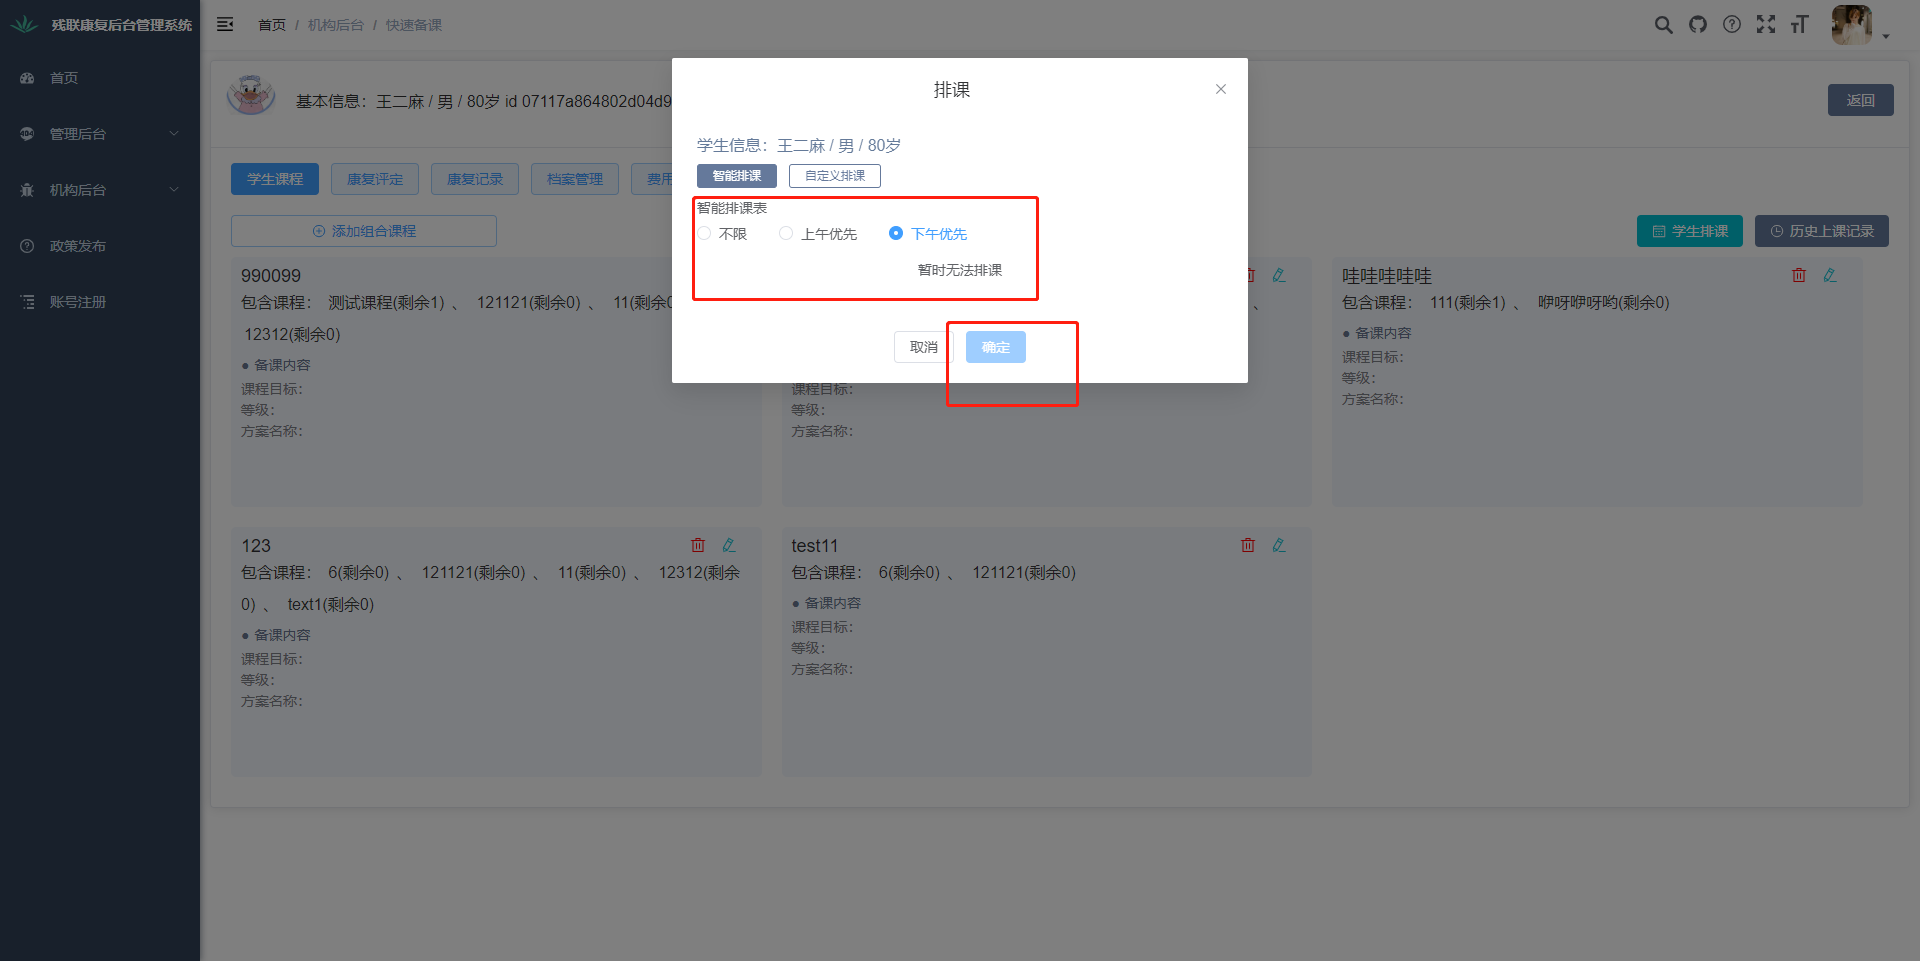 残联康复后台管理系统
首页
管理后台
机构后台
政策发布
账号注册
首页 / 机构后台 / 快速备课
基本信息：王二麻 / 男 / 80岁 id 07117a864802d04d9
返回
学生课程
康复评定
康复记录
档案管理
费用
添加组合课程
学生排课
历史上课记录
排课
学生信息：王二麻 / 男 / 80岁
智能排课
自定义排课
智能排课表
不限
上午优先
下午优先
暂时无法排课
取消
确定
990099
包含课程： 测试课程(剩余1) 、 121121(剩余0) 、 11(剩余0
12312(剩余0)
● 备课内容
课程目标：
等级：
方案名称：
、
课程目标：
等级：
方案名称：
哇哇哇哇哇
包含课程： 111(剩余1) 、 咿呀咿呀哟(剩余0)
● 备课内容
课程目标：
等级：
方案名称：
123
包含课程： 6(剩余0) 、 121121(剩余0) 、 11(剩余0) 、 12312(剩余
0) 、 text1(剩余0)
● 备课内容
课程目标：
等级：
方案名称：
test11
包含课程： 6(剩余0) 、 121121(剩余0)
● 备课内容
课程目标：
等级：
方案名称：